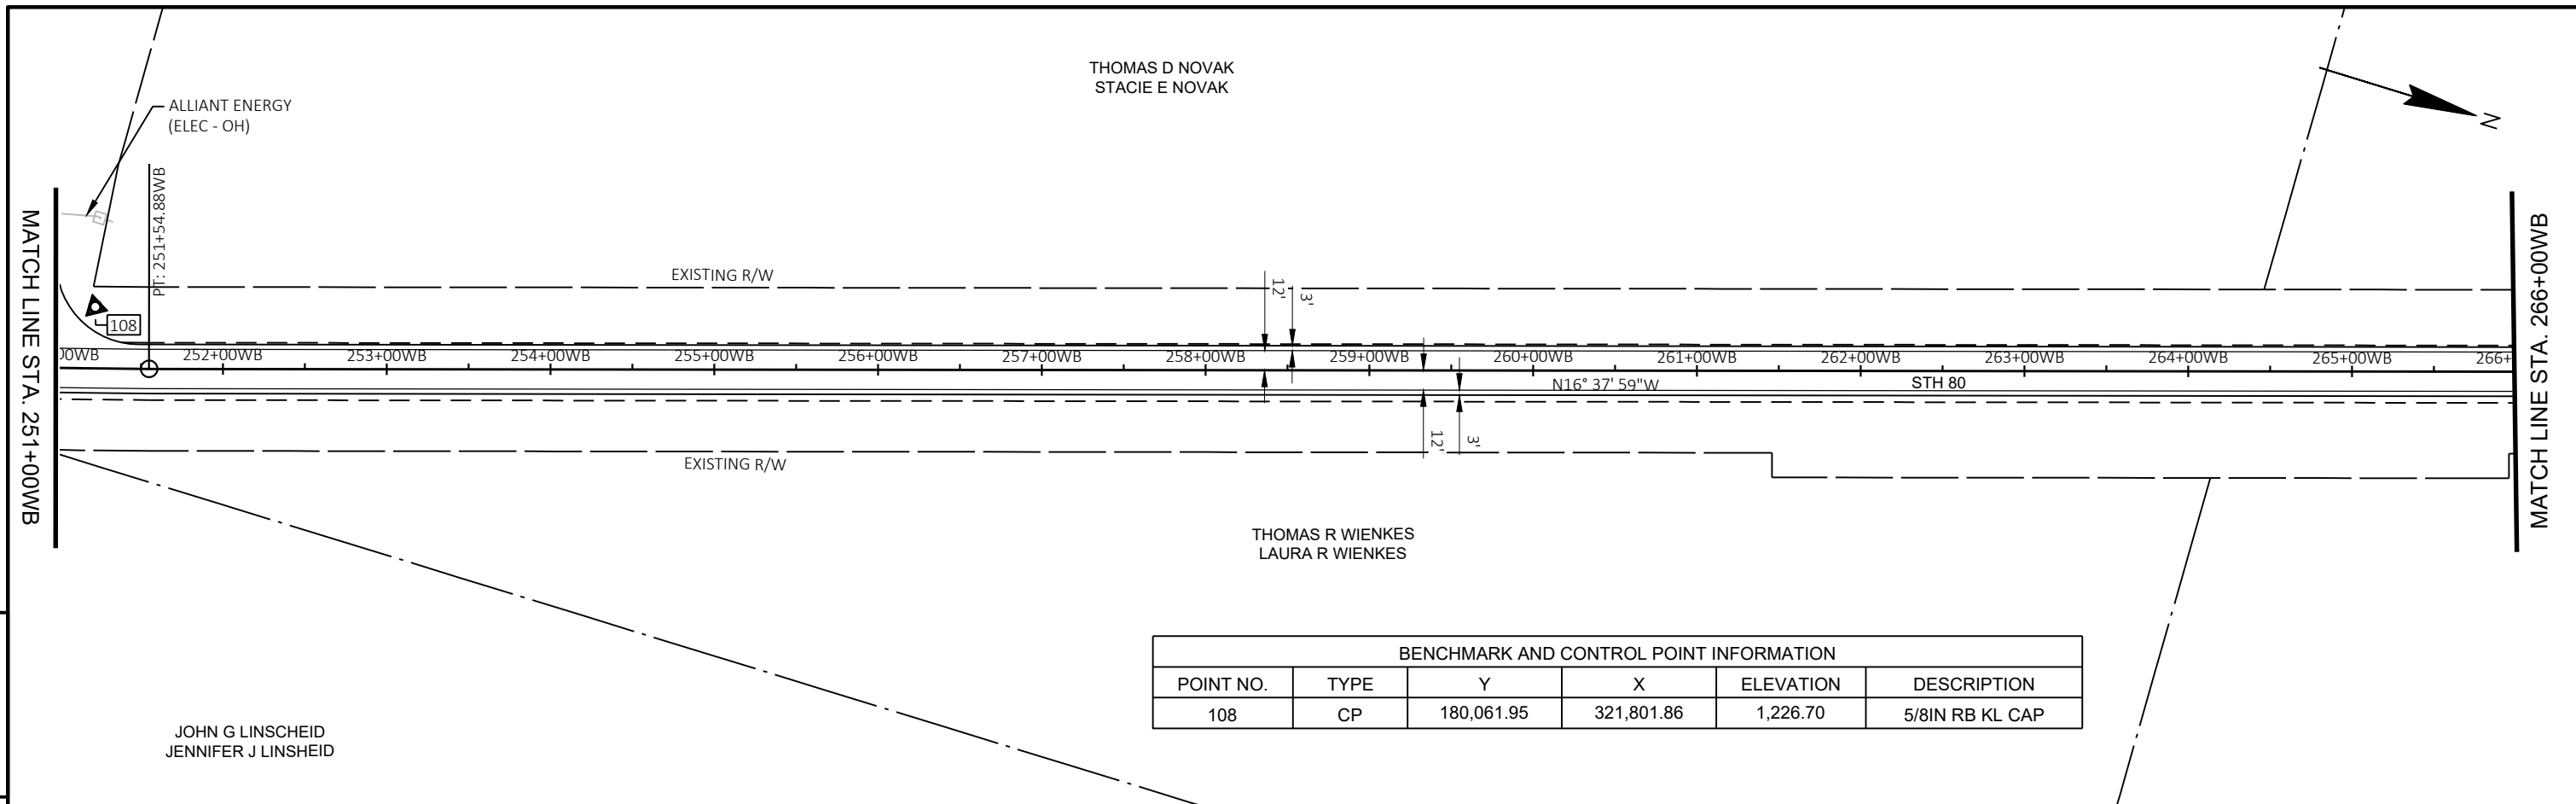 THOMAS D NOVAK
STACIE E NOVAK
ALLIANT ENERGY
(ELEC - OH)
N
PT: 251+54.88WB
MATCH LINE STA. 251+00WB
MATCH LINE STA. 266+00WB
EXISTING R/W
12'
3'
108
00WB
252+00WB
253+00WB
254+00WB
255+00WB
256+00WB
257+00WB
258+00WB
259+00WB
260+00WB
261+00WB
262+00WB
263+00WB
264+00WB
265+00WB
266+
N16° 37' 59"W
STH 80
12'
3'
EXISTING R/W
THOMAS R WIENKES
LAURA R WIENKES
BENCHMARK AND CONTROL POINT INFORMATION
POINT NO. TYPE Y X ELEVATION DESCRIPTION
108 CP 180,061.95 321,801.86 1,226.70 5/8IN RB KL CAP
JOHN G LINSCHEID
JENNIFER J LINSHEID